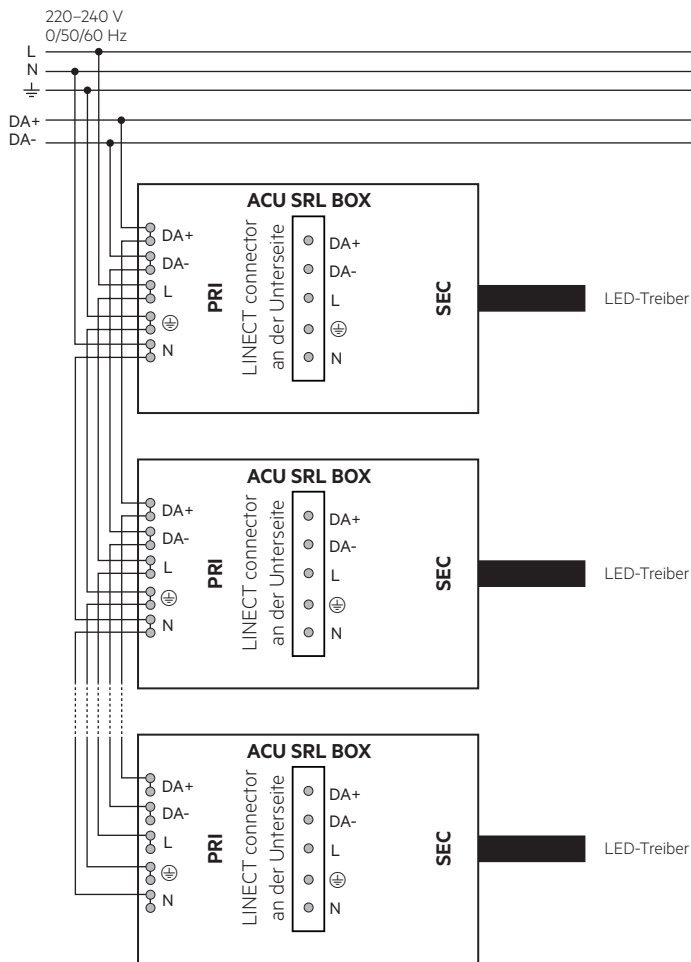 220–240 V
0/50/60 Hz
L
N
DA+
DA-
ACU SRL BOX
DA+
DA-
L
N
PRI
LINECT connector
an der Unterseite
DA+
DA-
L
N
SEC
LED-Treiber
ACU SRL BOX
DA+
DA-
L
N
PRI
LINECT connector
an der Unterseite
DA+
DA-
L
N
SEC
LED-Treiber
ACU SRL BOX
DA+
DA-
L
N
PRI
LINECT connector
an der Unterseite
DA+
DA-
L
N
SEC
LED-Treiber